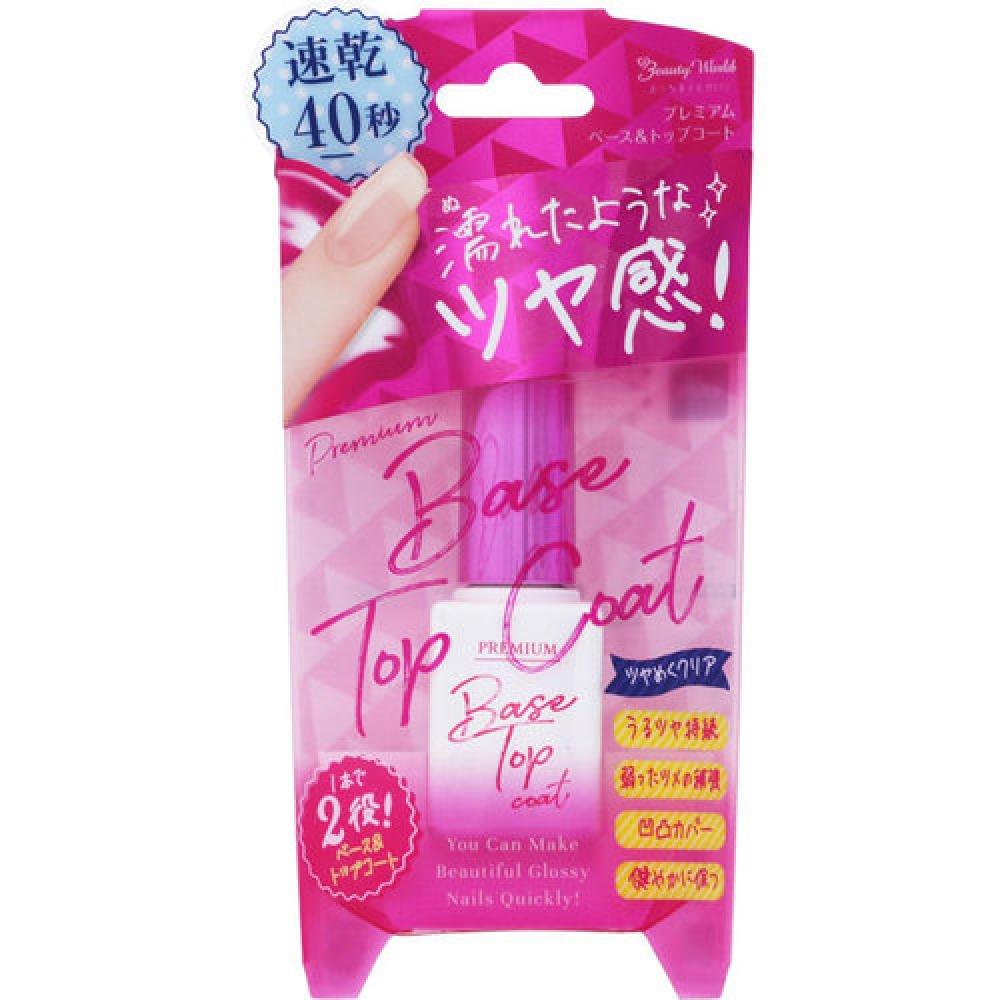 速乾
40秒
Beauty World
プレミアム
ベース&トップコート
ぬ
濡れたような
ツヤ感!
Premium
Base
Top Coat
PREMIUM
Base
Top
coat
ツヤめくクリア
うるツヤ持続
弱ったツメの補強
凹凸カバー
健やかに保つ
1本で
2役!
ベース&
トップコート
You Can Make
Beautiful Glossy
Nails Quickly!